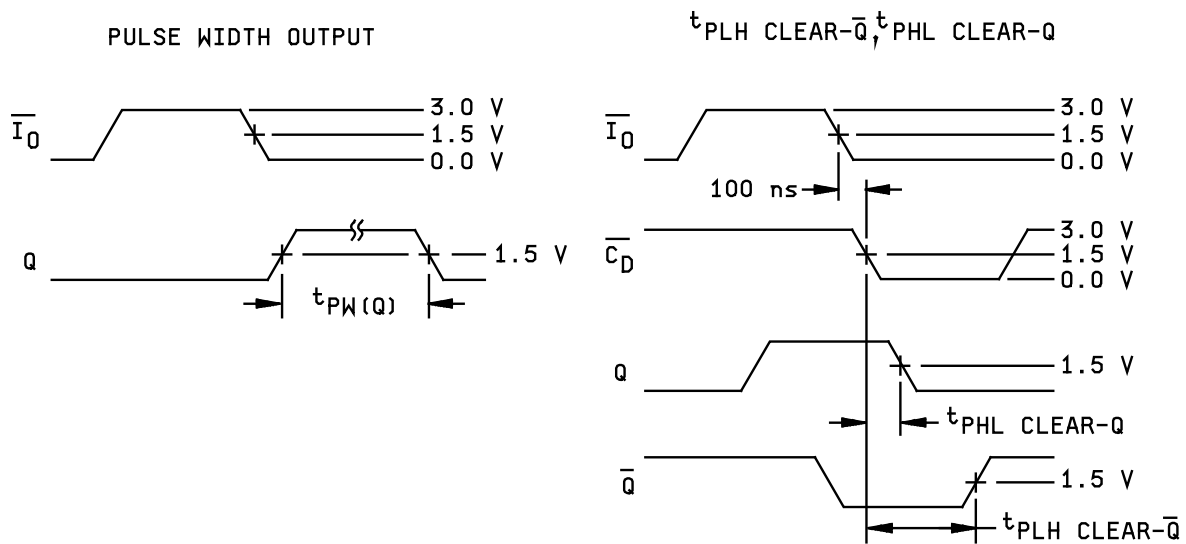 PULSE WIDTH OUTPUT
I̅₀
3.0 V
1.5 V
0.0 V
Q
1.5 V
tPW(Q)
tPLH CLEAR-Q̅, tPHL CLEAR-Q
I̅₀
3.0 V
1.5 V
0.0 V
100 ns
C̅D
3.0 V
1.5 V
0.0 V
Q
1.5 V
tPHL CLEAR-Q
Q̅
1.5 V
tPLH CLEAR-Q̅